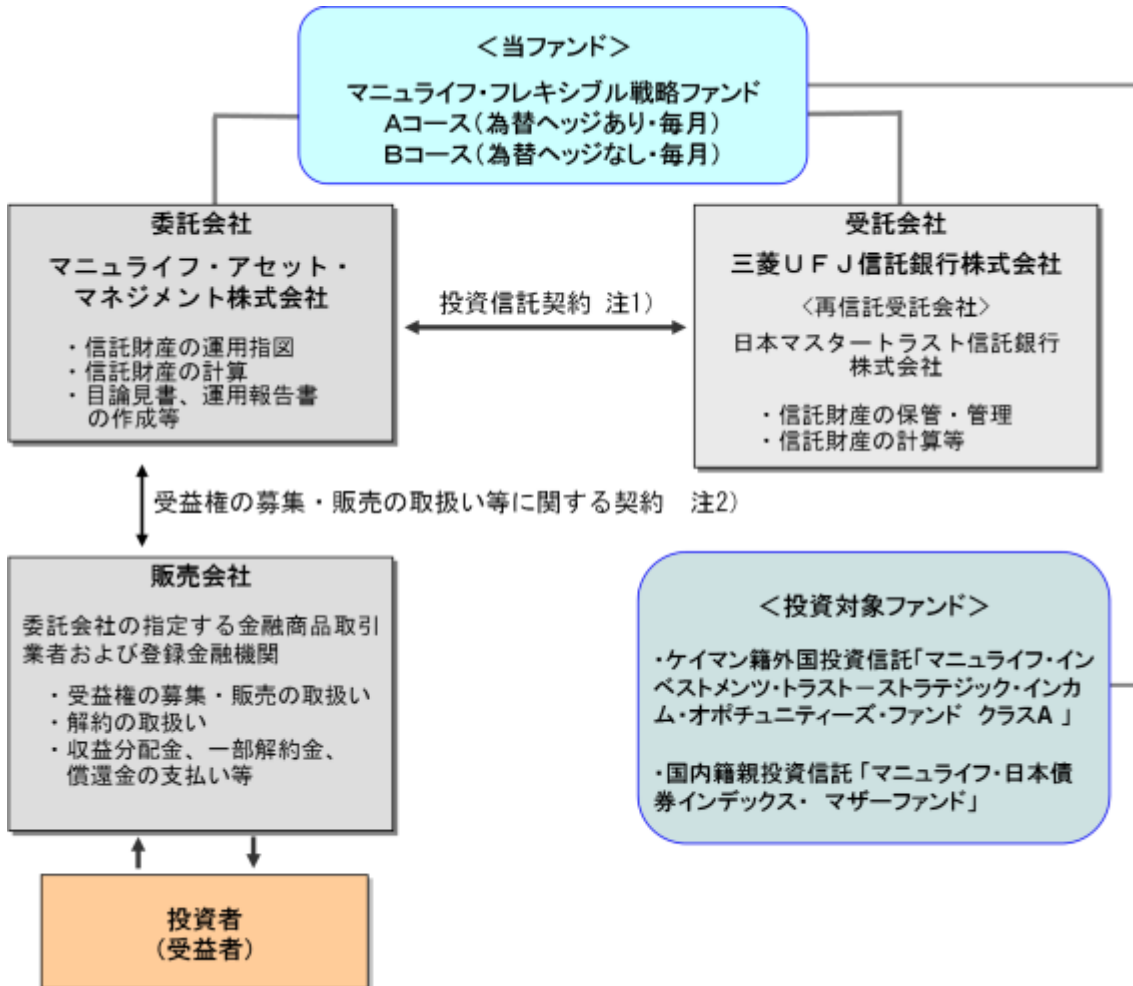 ＜当ファンド＞
マニュライフ・フレキシブル戦略ファンド
Ａコース（為替ヘッジあり・毎月）
Ｂコース（為替ヘッジなし・毎月）
委託会社
マニュライフ・アセット・
マネジメント株式会社
・信託財産の運用指図
・信託財産の計算
・目論見書、運用報告書
の作成等
投資信託契約 注1）
受託会社
三菱ＵＦＪ信託銀行株式会社
〈再信託受託会社〉
日本マスタートラスト信託銀行
株式会社
・信託財産の保管・管理
・信託財産の計算等
受益権の募集・販売の取扱い等に関する契約　注2）
販売会社
委託会社の指定する金融商品取引
業者および登録金融機関
・受益権の募集・販売の取扱い
・解約の取扱い
・収益分配金、一部解約金、
償還金の支払い等
＜投資対象ファンド＞
・ケイマン籍外国投資信託「マニュライフ・イン
ベストメンツ・トラスト－ストラテジック・インカ
ム・オポチュニティーズ・ファンド　クラスＡ 」
・国内籍親投資信託 「マニュライフ・日本債
券インデックス・　マザーファンド」
投資者
（受益者）